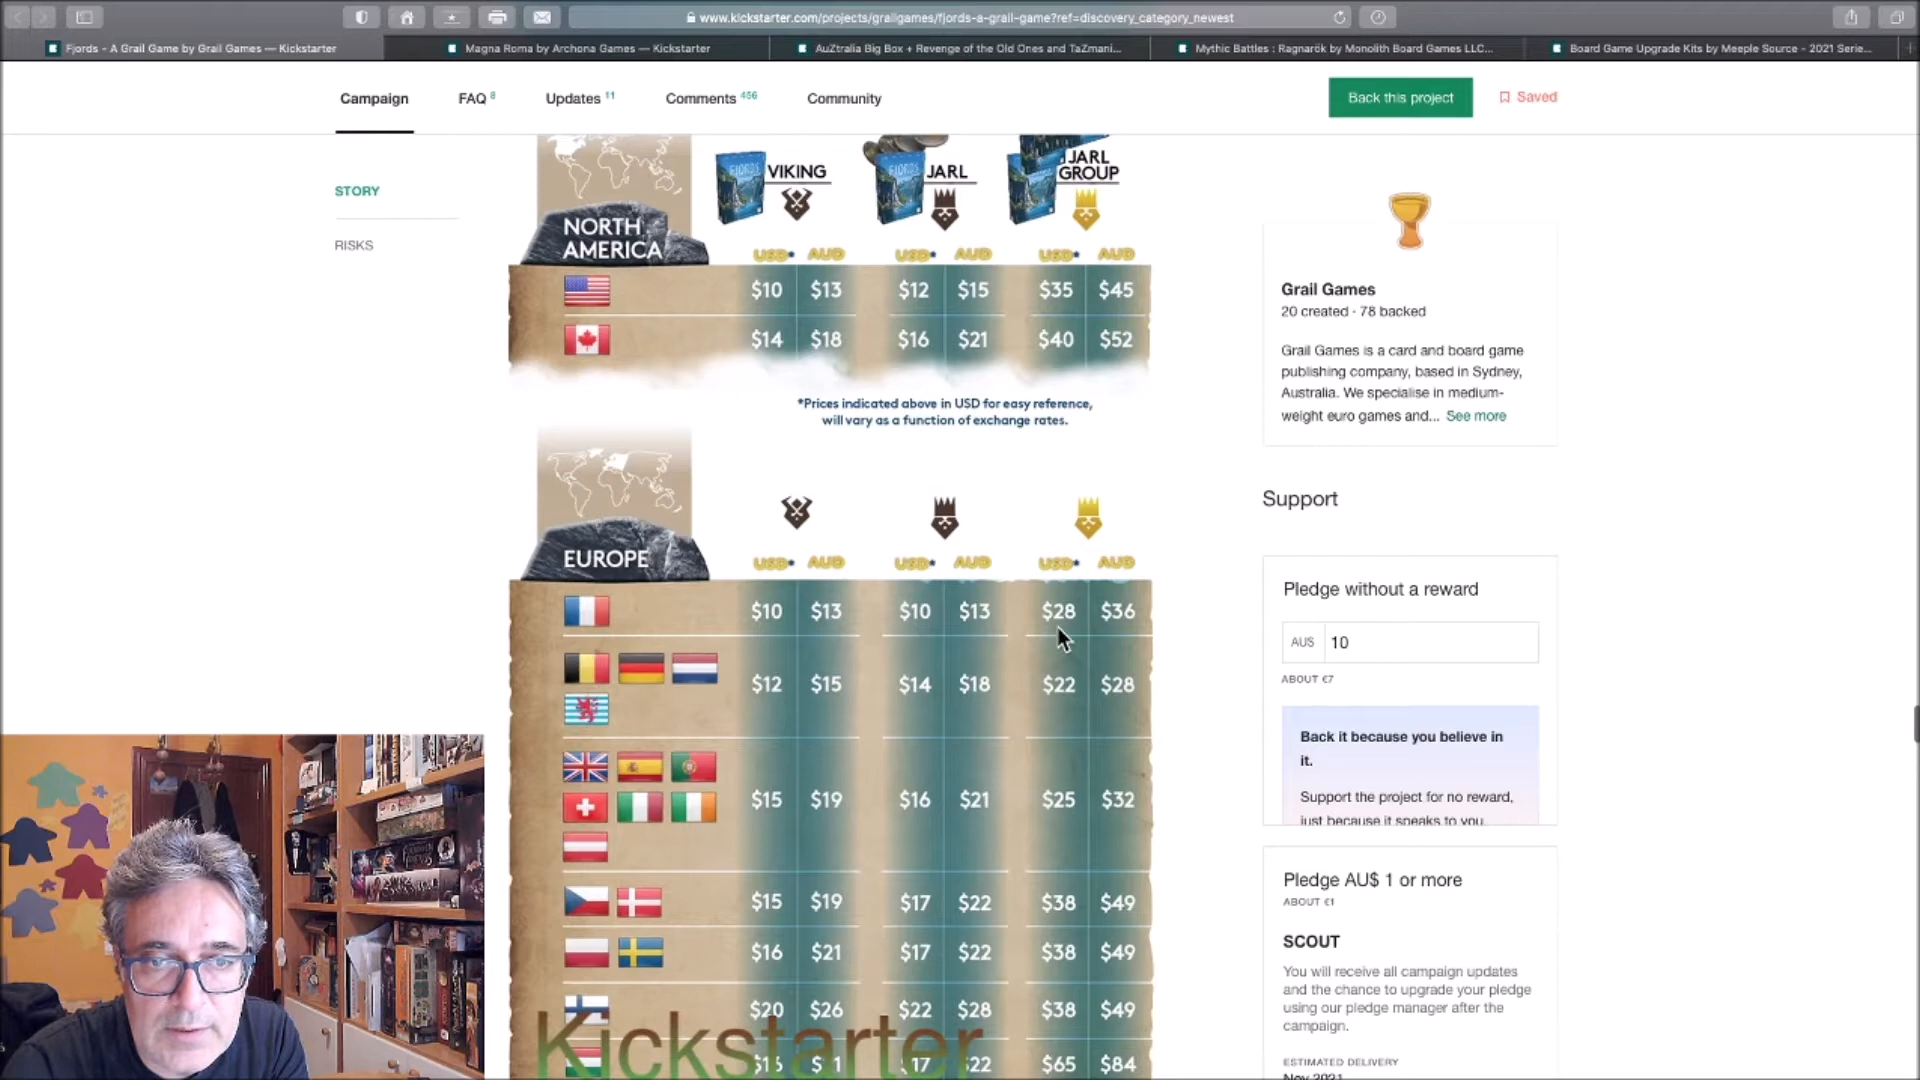 www.kickstarter.com/projects/grailgames/fjords-a-grail-game?ref=discovery_category_newest
Fjords - A Grail Game by Grail Games — Kickstarter
Magna Roma by Archona Games — Kickstarter
AuZtralia Big Box + Revenge of the Old Ones and TaZmani...
Mythic Battles : Ragnarök by Monolith Board Games LLC...
Board Game Upgrade Kits by Meeple Source - 2021 Serie...
Campaign
FAQ 8
Updates 11
Comments 456
Community
Back this project
Saved
STORY
RISKS
VIKING
JARL
JARL
GROUP
NORTH
AMERICA
USD* AUD USD* AUD USD* AUD
$10 $13 $12 $15 $35 $45
$14 $18 $16 $21 $40 $52
*Prices indicated above in USD for easy reference,
will vary as a function of exchange rates.
EUROPE
USD* AUD USD* AUD USD* AUD
$10 $13 $10 $13 $28 $36
$12 $15 $14 $18 $22 $28
$15 $19 $16 $21 $25 $32
$15 $19 $17 $22 $38 $49
$16 $21 $17 $22 $38 $49
$20 $26 $22 $28 $38 $49
$17 $22 $65 $84
Kickstarter
Grail Games
20 created · 78 backed
Grail Games is a card and board game
publishing company, based in Sydney,
Australia. We specialise in medium-
weight euro games and... See more
Support
Pledge without a reward
AU$ 10
ABOUT €7
Back it because you believe in
it.
Support the project for no reward,
just because it speaks to you.
Pledge AU$ 1 or more
ABOUT €1
SCOUT
You will receive all campaign updates
and the chance to upgrade your pledge
using our pledge manager after the
campaign.
ESTIMATED DELIVERY
Nov 2021